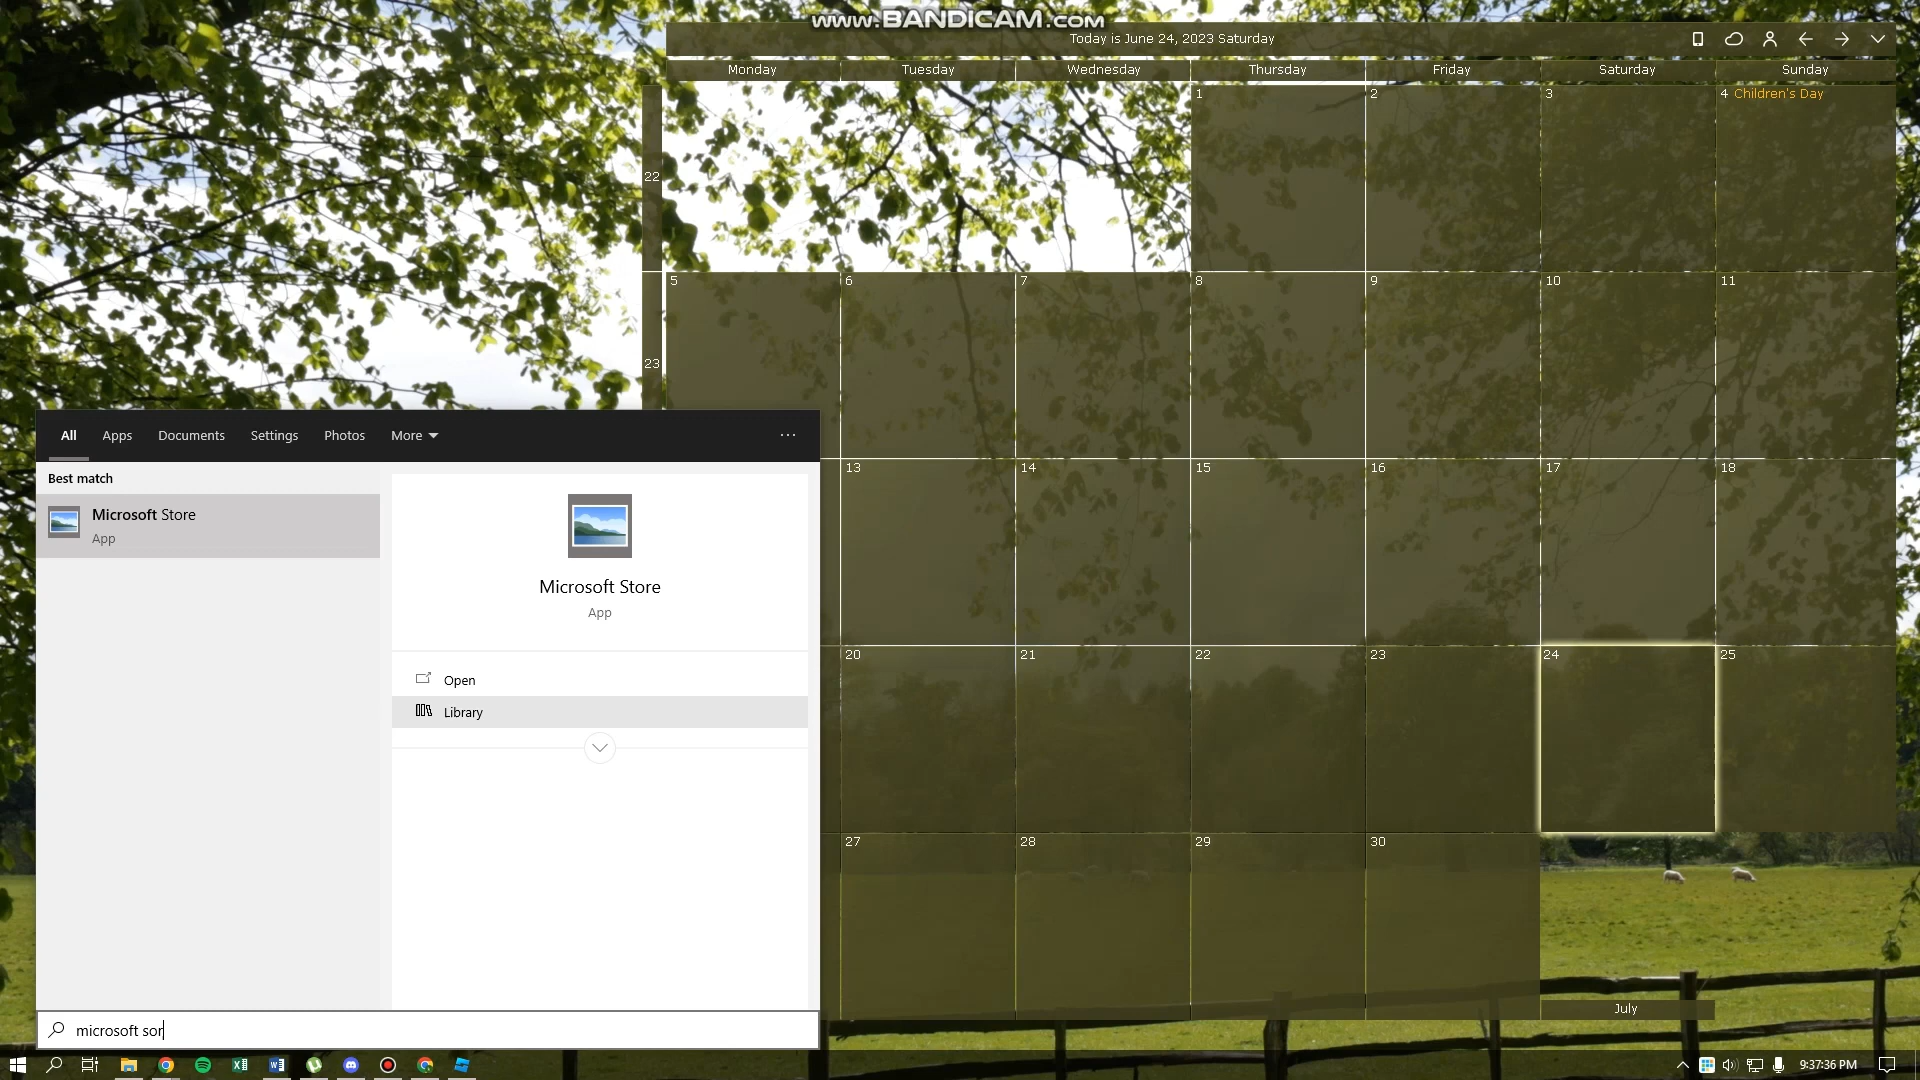 www.BANDICAM.com
Today is June 24, 2023 Saturday
Monday Tuesday Wednesday Thursday Friday Saturday Sunday
22
1 2 3 4 Children's Day
23
5 6 7 8 9 10 11
13 14 15 16 17 18
20 21 22 23 24 25
27 28 29 30
July
All Apps Documents Settings Photos More
Best match
Microsoft Store
App
Microsoft Store
App
Open
Library
microsoft sor
9:37:36 PM